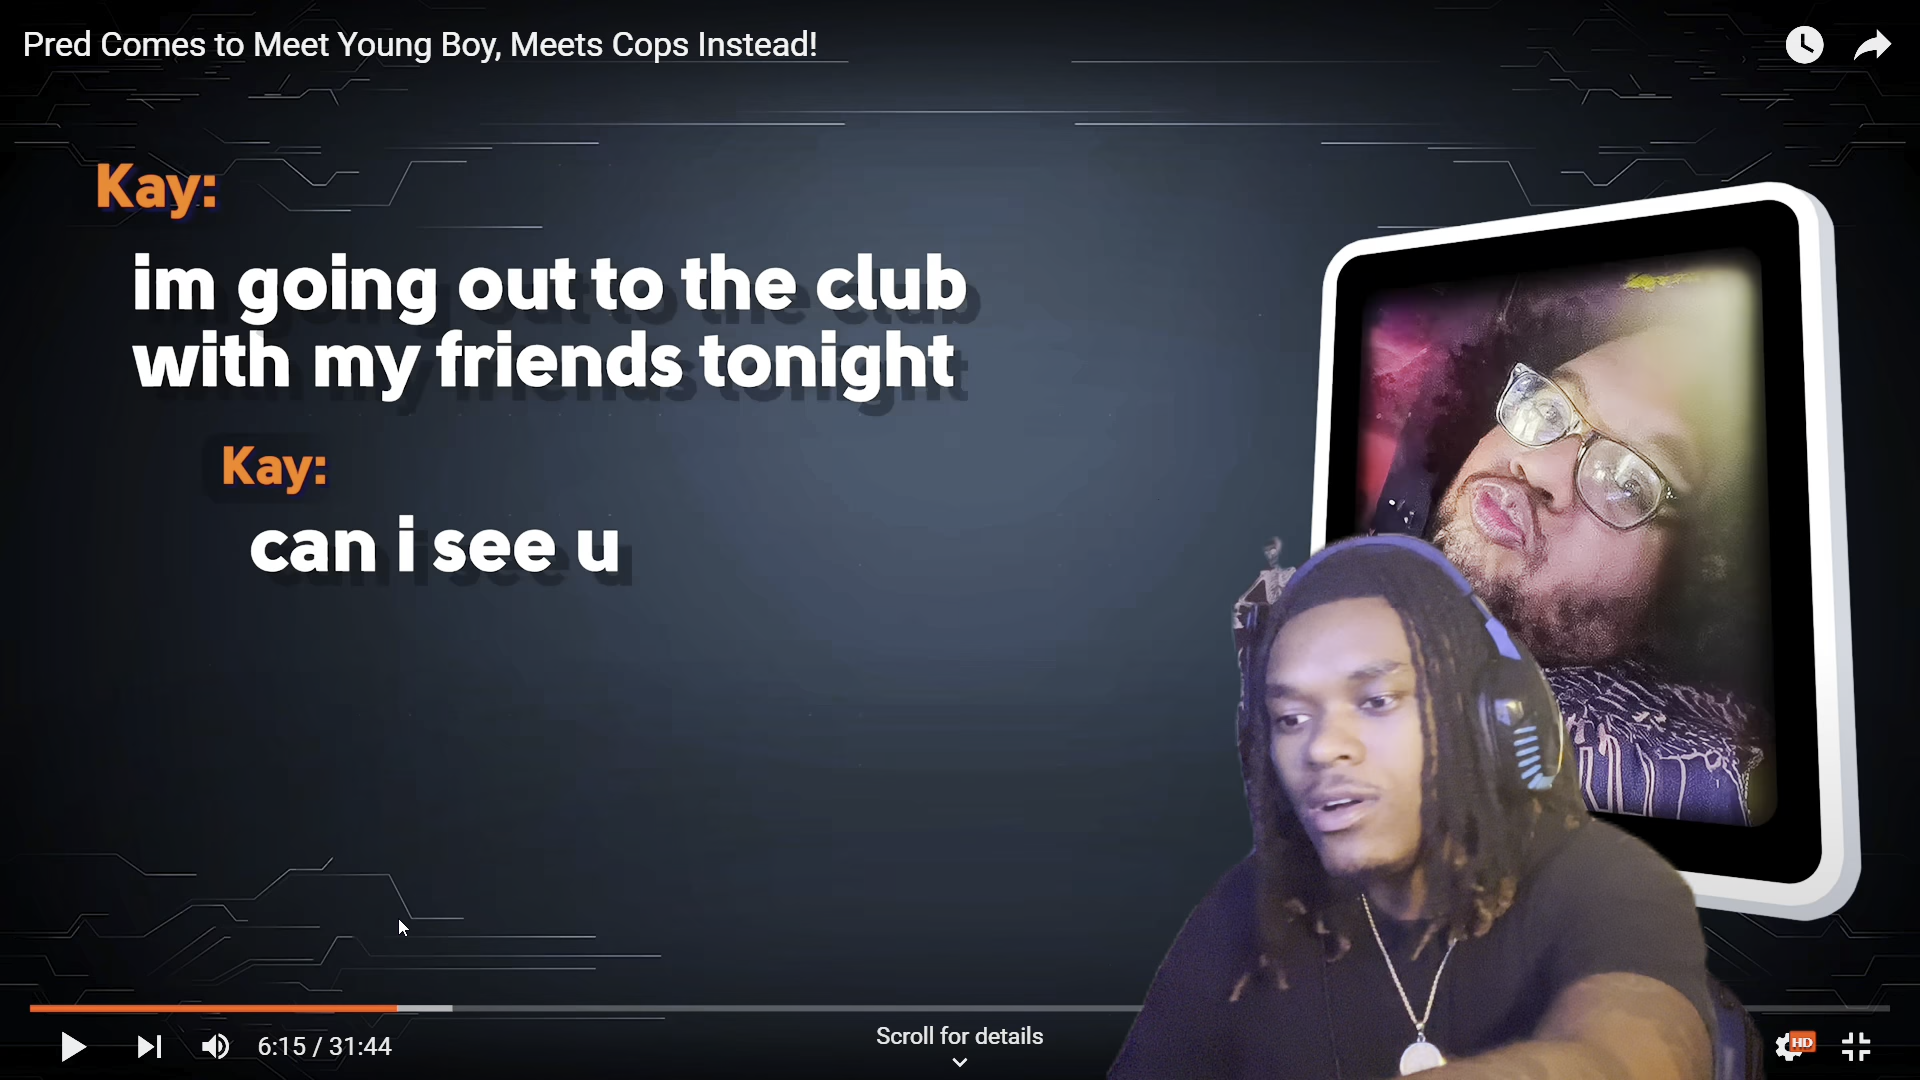 Pred Comes to Meet Young Boy, Meets Cops Instead!
Kay:
im going out to the club
with my friends tonight
Kay:
can i see u
6:15 / 31:44
Scroll for details
HD